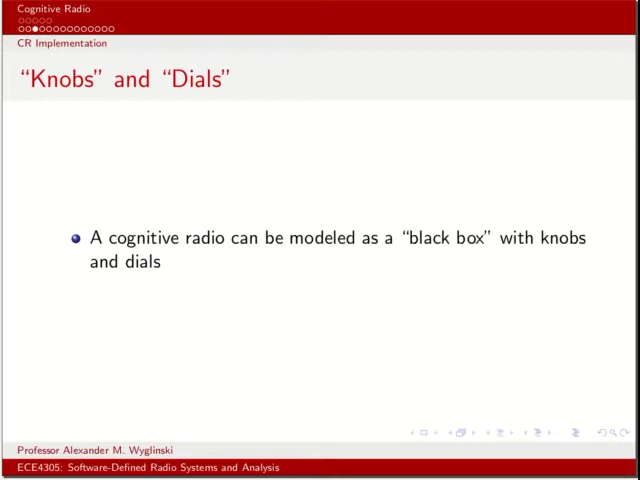 Cognitive Radio
CR Implementation
“Knobs” and “Dials”
A cognitive radio can be modeled as a “black box” with knobs
and dials
Professor Alexander M. Wyglinski
ECE4305: Software-Defined Radio Systems and Analysis